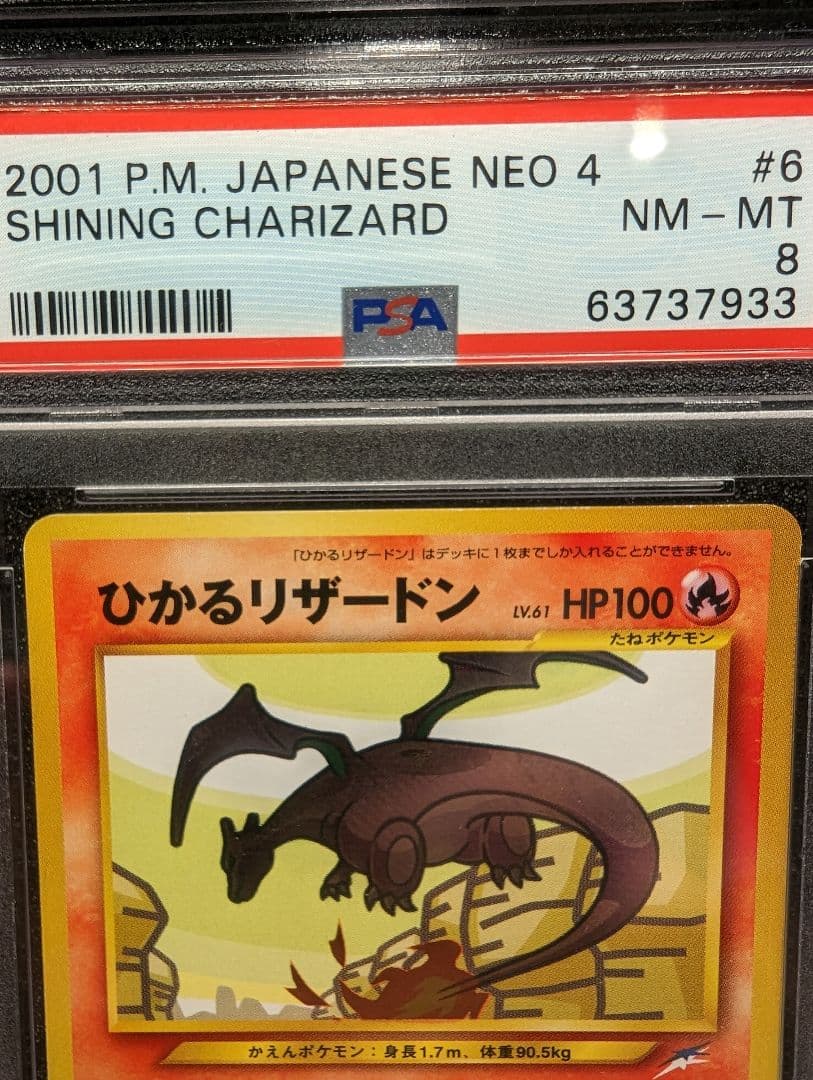 2001 P.M. JAPANESE NEO 4 #6
SHINING CHARIZARD NM - MT
8
PSA 63737933
「ひかるリザードン」はデッキに1枚までしか入れることができません。
ひかるリザードン LV.61 HP100
たねポケモン
かえんポケモン：身長1.7m、体重90.5kg